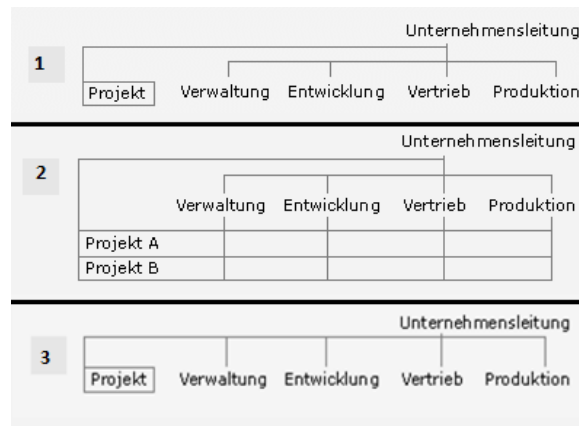 Unternehmensleitung
1
Projekt Verwaltung Entwicklung Vertrieb Produktion
Unternehmensleitung
2
Verwaltung Entwicklung Vertrieb Produktion
Projekt A
Projekt B
Unternehmensleitung
3
Projekt Verwaltung Entwicklung Vertrieb Produktion